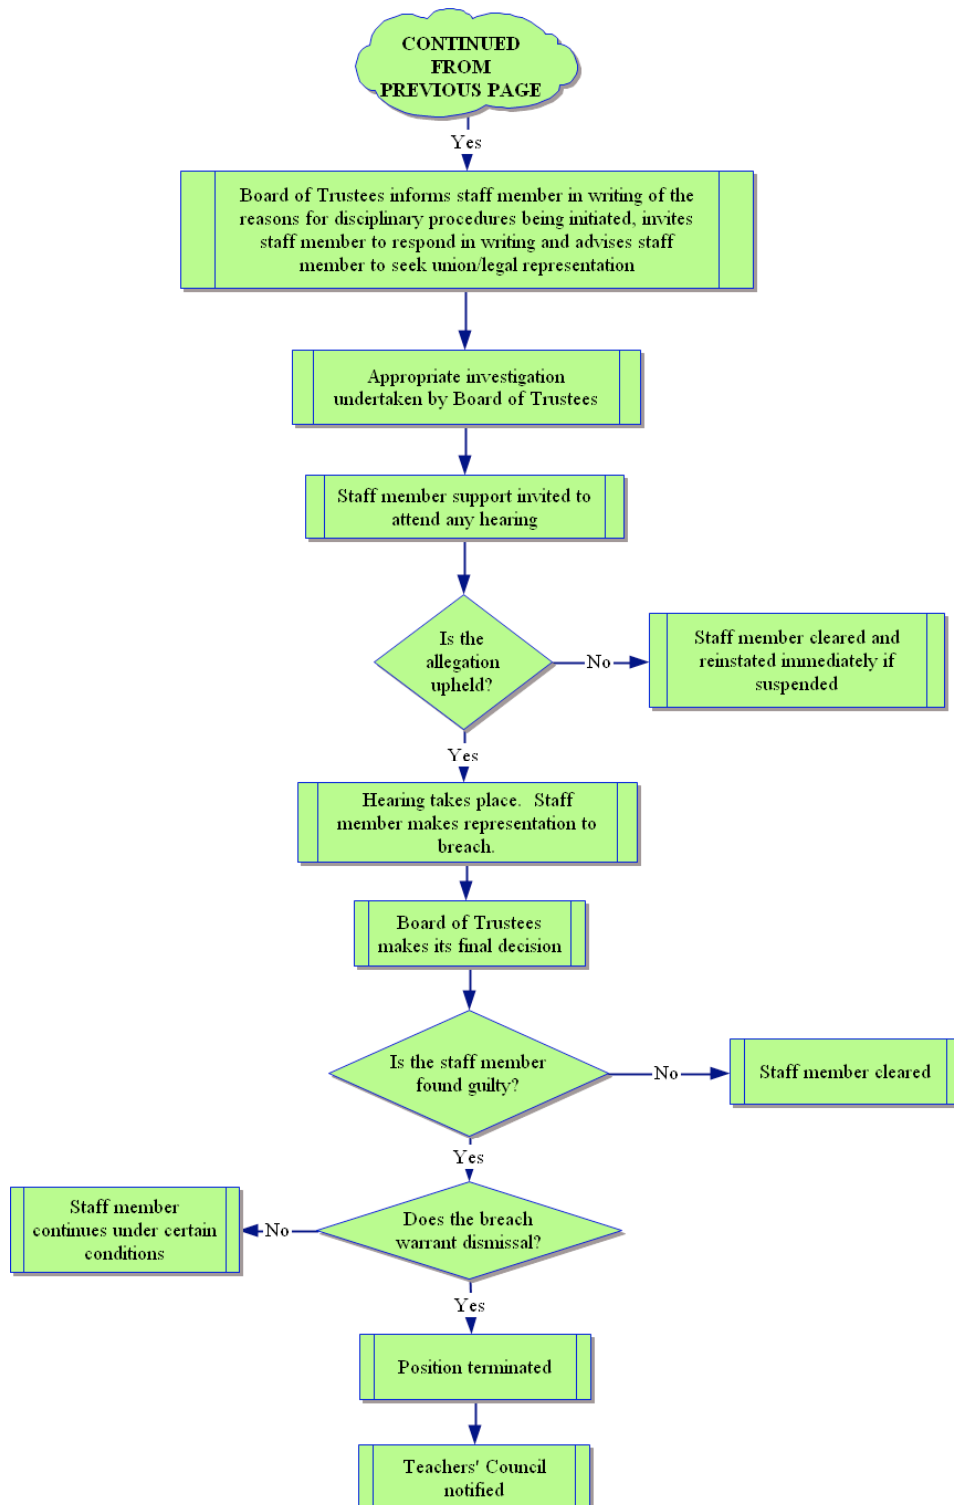 CONTINUED
FROM
PREVIOUS PAGE
Yes
Board of Trustees informs staff member in writing of the
reasons for disciplinary procedures being initiated, invites
staff member to respond in writing and advises staff
member to seek union/legal representation
Appropriate investigation
undertaken by Board of Trustees
Staff member support invited to
attend any hearing
Is the
allegation
upheld?
No
Staff member cleared and
reinstated immediately if
suspended
Yes
Hearing takes place.  Staff
member makes representation to
breach.
Board of Trustees
makes its final decision
Is the staff member
found guilty?
No
Staff member cleared
Yes
Does the breach
warrant dismissal?
No
Staff member
continues under certain
conditions
Yes
Position terminated
Teachers' Council
notified